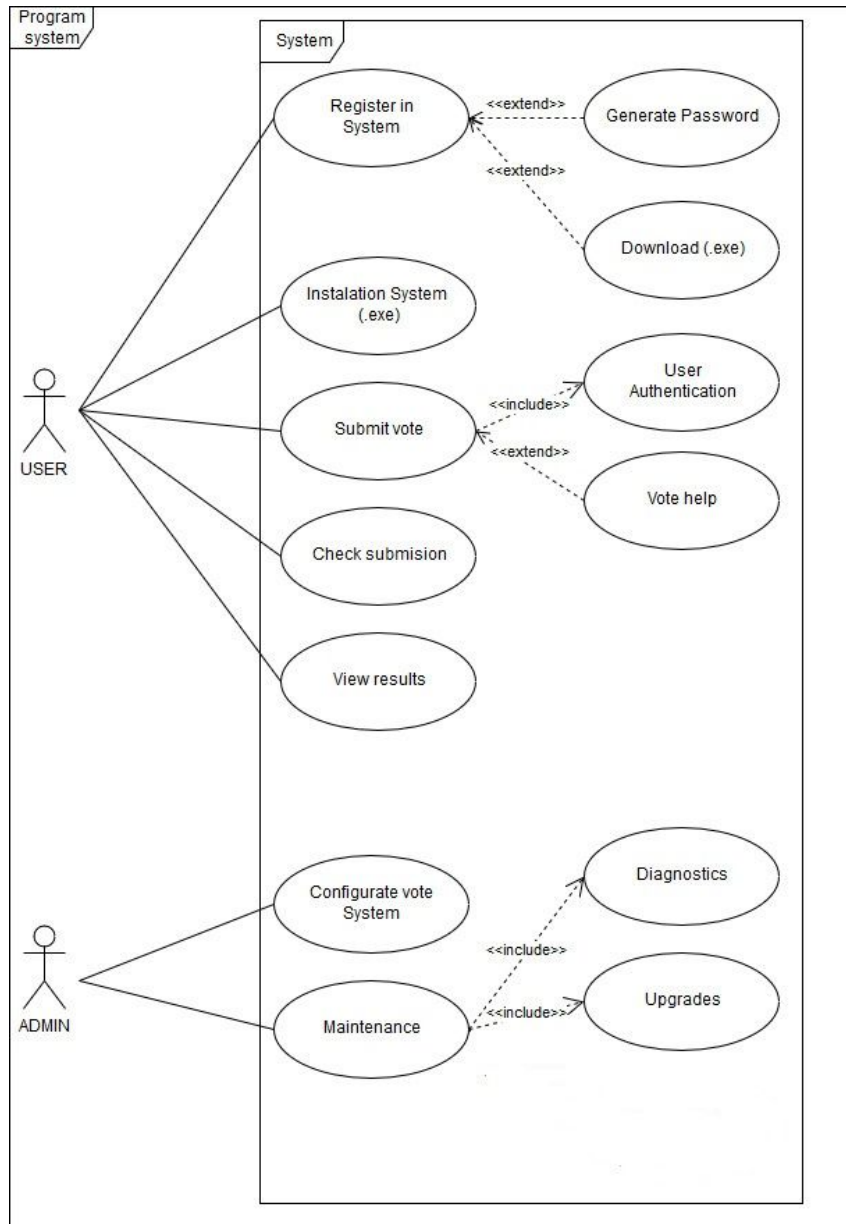 Program
system
System
Register in
System
<<extend>>
Generate Password
<<extend>>
Download (.exe)
Instalation System
(.exe)
User
Authentication
<<include>>
Submit vote
<<extend>>
USER
Vote help
Check submision
View results
Diagnostics
Configurate vote
System
<<include>>
Upgrades
<<include>>
Maintenance
ADMIN